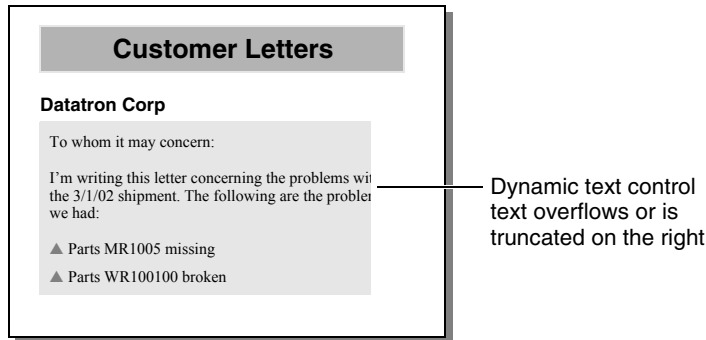 Customer Letters
Datatron Corp
To whom it may concern:
I'm writing this letter concerning the problems wit
the 3/1/02 shipment. The following are the probler
we had:
▲ Parts MR1005 missing
▲ Parts WR100100 broken
Dynamic text control
text overflows or is
truncated on the right